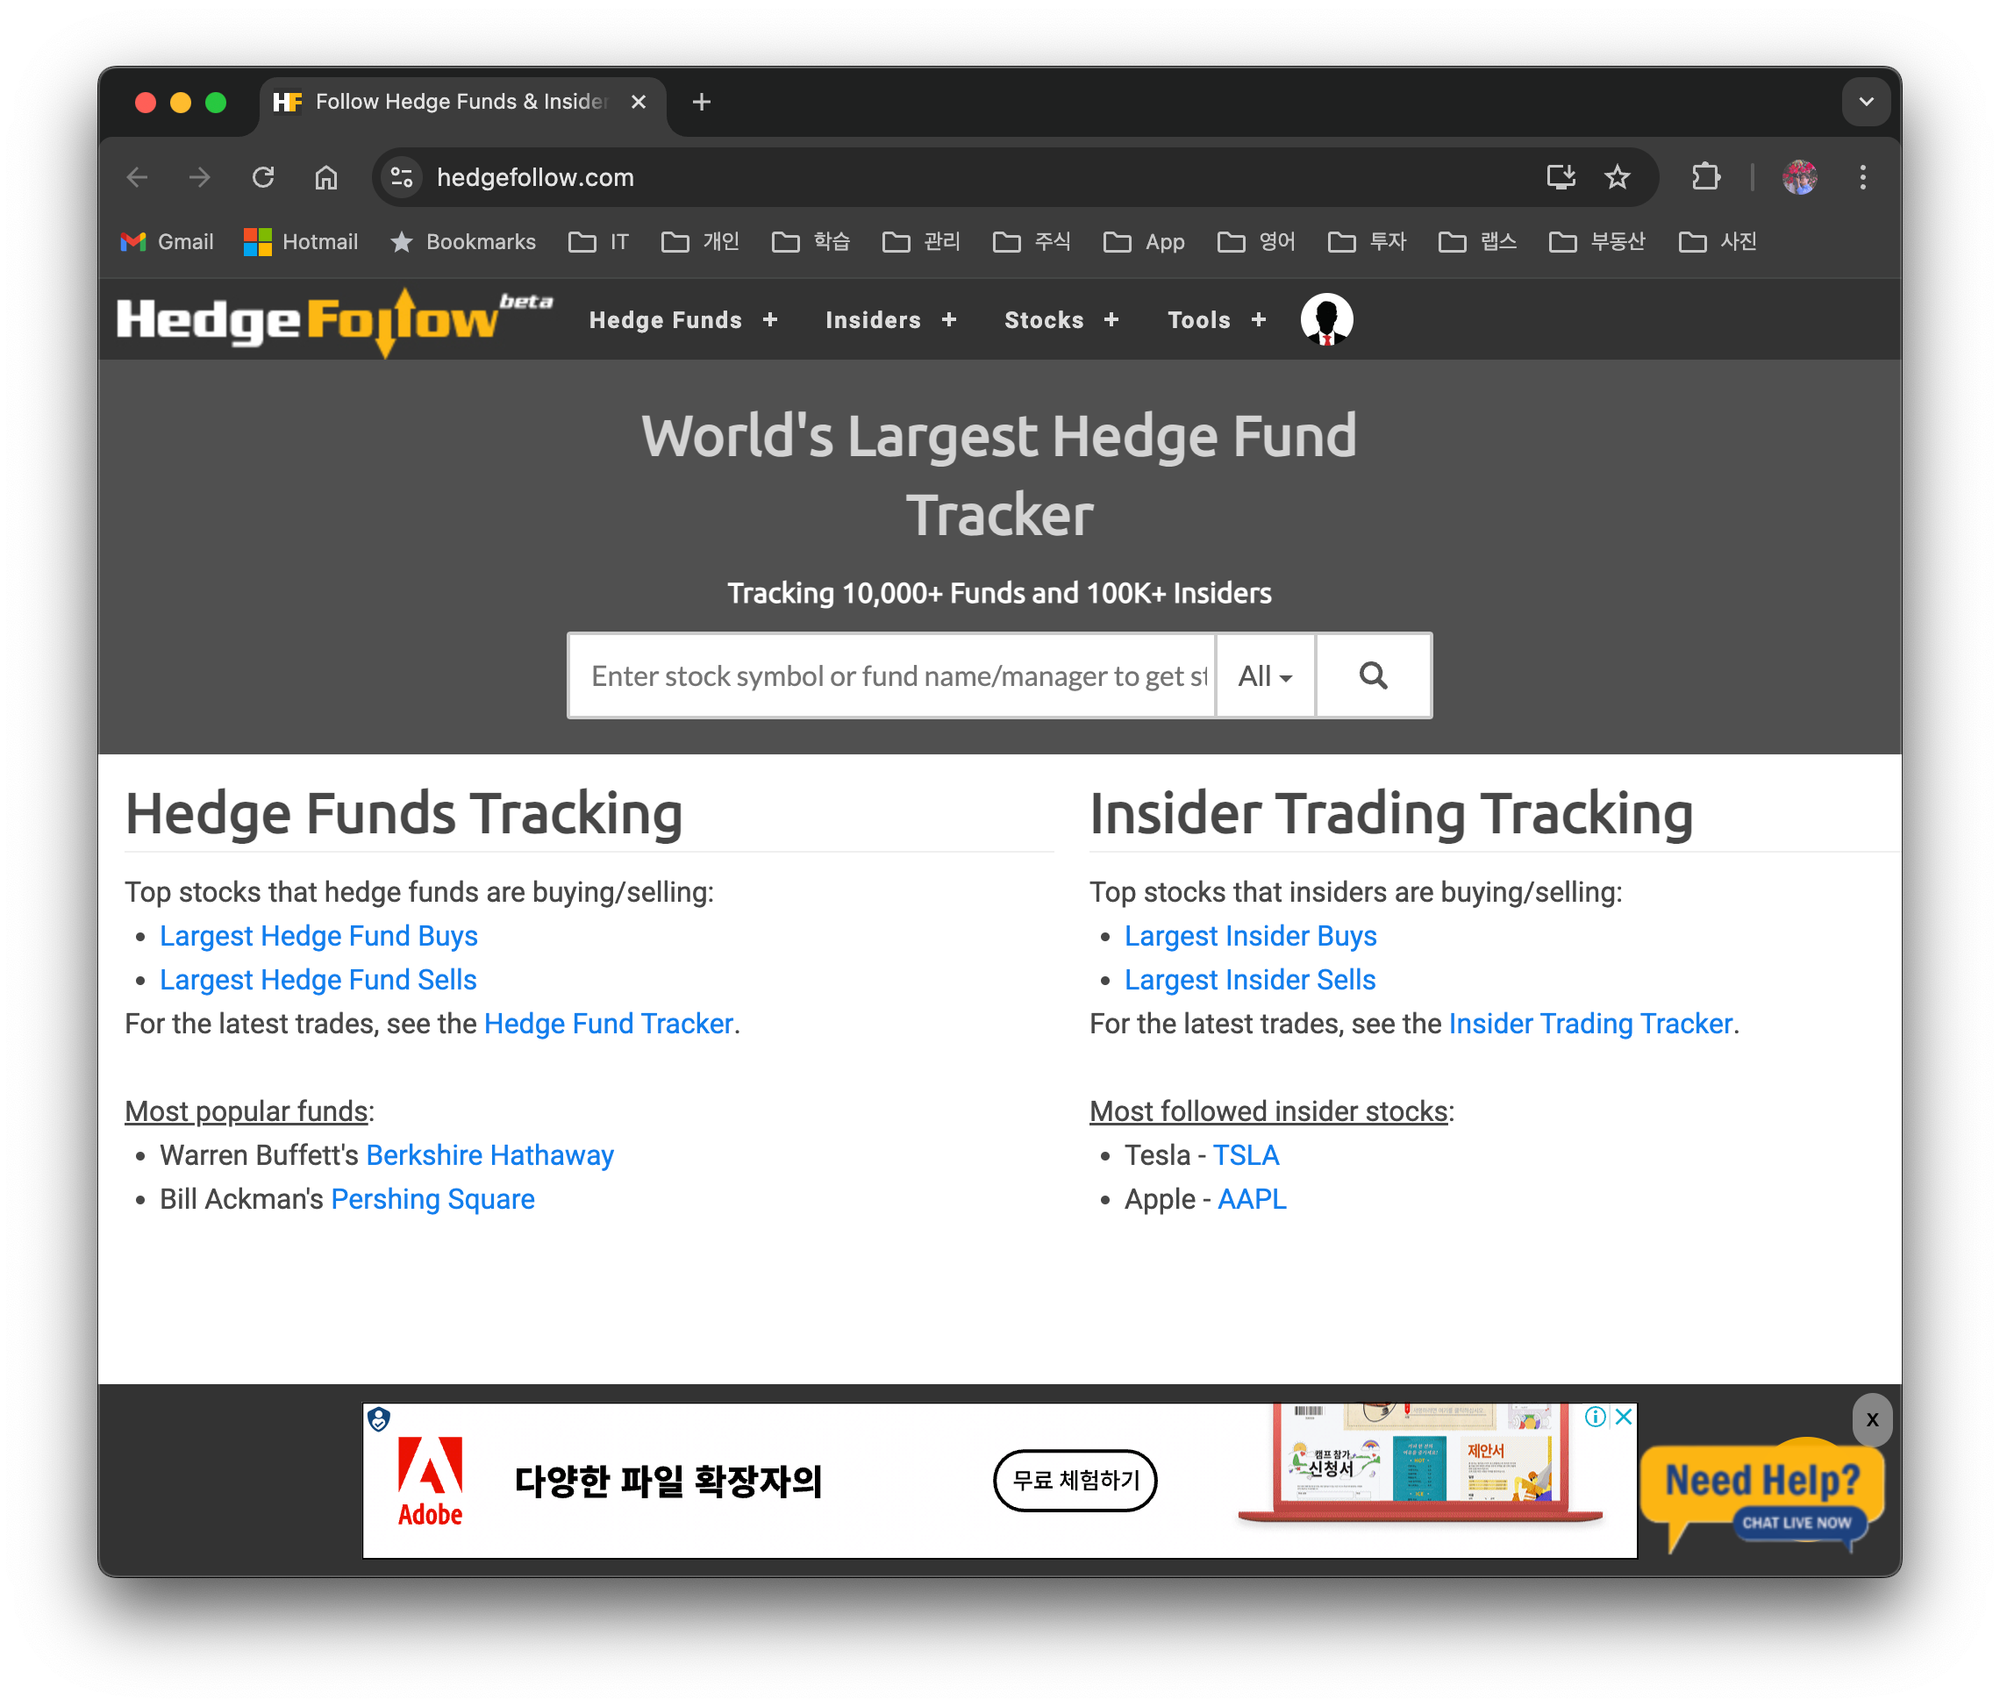 HF Follow Hedge Funds & Insider
hedgefollow.com
Gmail Hotmail Bookmarks IT 개인 학습 관리 주식 App 영어 투자 랩스 부동산 사진
HedgeFollow beta Hedge Funds + Insiders + Stocks + Tools +
World's Largest Hedge Fund
Tracker
Tracking 10,000+ Funds and 100K+ Insiders
Enter stock symbol or fund name/manager to get st All
Hedge Funds Tracking
Top stocks that hedge funds are buying/selling:
• Largest Hedge Fund Buys
• Largest Hedge Fund Sells
For the latest trades, see the Hedge Fund Tracker.
Most popular funds:
• Warren Buffett's Berkshire Hathaway
• Bill Ackman's Pershing Square
Insider Trading Tracking
Top stocks that insiders are buying/selling:
• Largest Insider Buys
• Largest Insider Sells
For the latest trades, see the Insider Trading Tracker.
Most followed insider stocks:
• Tesla - TSLA
• Apple - AAPL
Adobe
다양한 파일 확장자의
무료 체험하기
캠프 참가
신청서
제안서
x
Need Help?
CHAT LIVE NOW